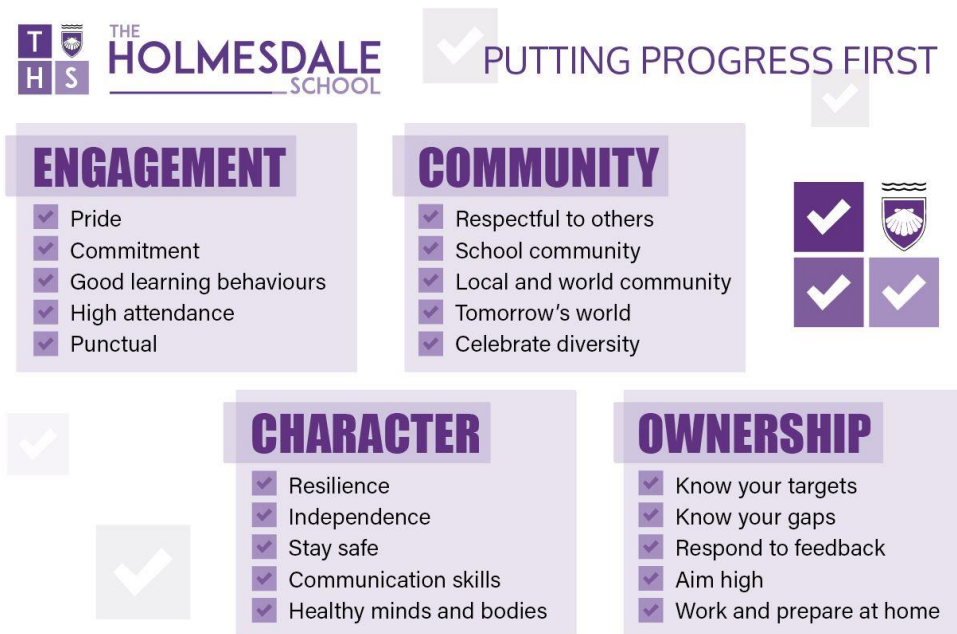 T
H S
THE
HOLMESDALE
SCHOOL
PUTTING PROGRESS FIRST
ENGAGEMENT
Pride
Commitment
Good learning behaviours
High attendance
Punctual
COMMUNITY
Respectful to others
School community
Local and world community
Tomorrow's world
Celebrate diversity
CHARACTER
Resilience
Independence
Stay safe
Communication skills
Healthy minds and bodies
OWNERSHIP
Know your targets
Know your gaps
Respond to feedback
Aim high
Work and prepare at home